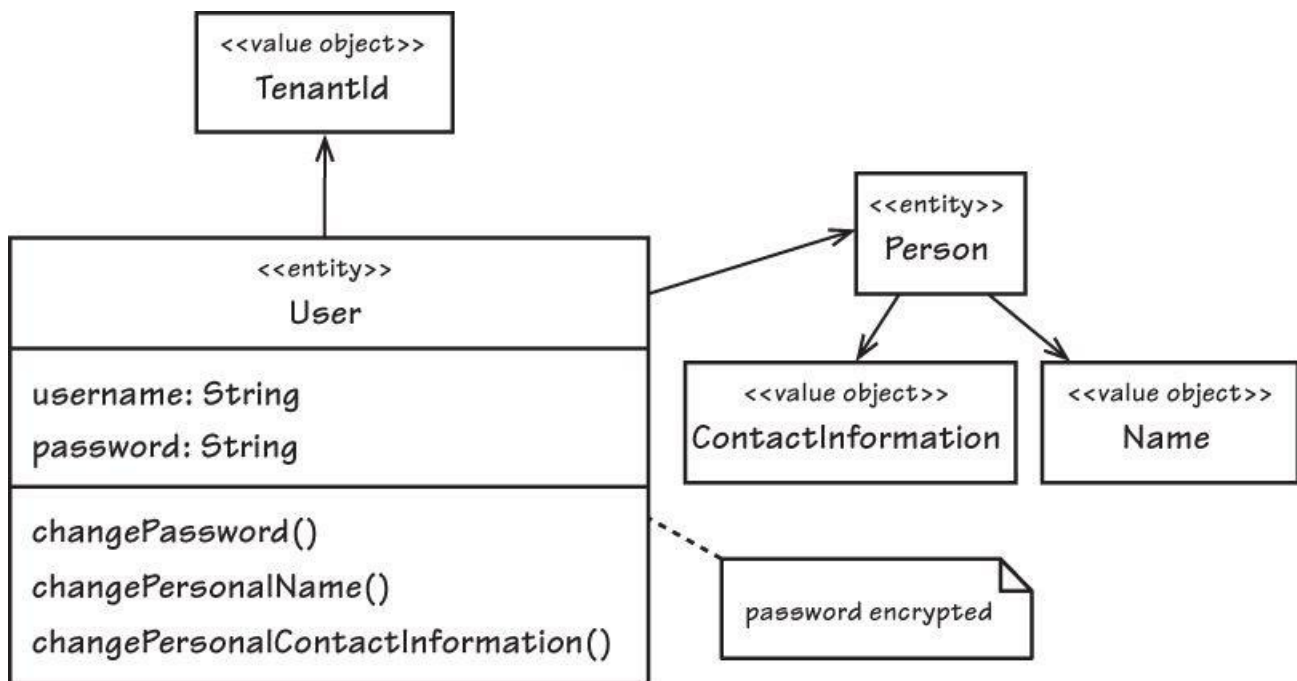 <<value object>>
TenantId
<<entity>>
Person
<<entity>>
User
username: String
password: String
<<value object>>
ContactInformation
<<value object>>
Name
changePassword()
changePersonalName()
changePersonalContactInformation()
password encrypted